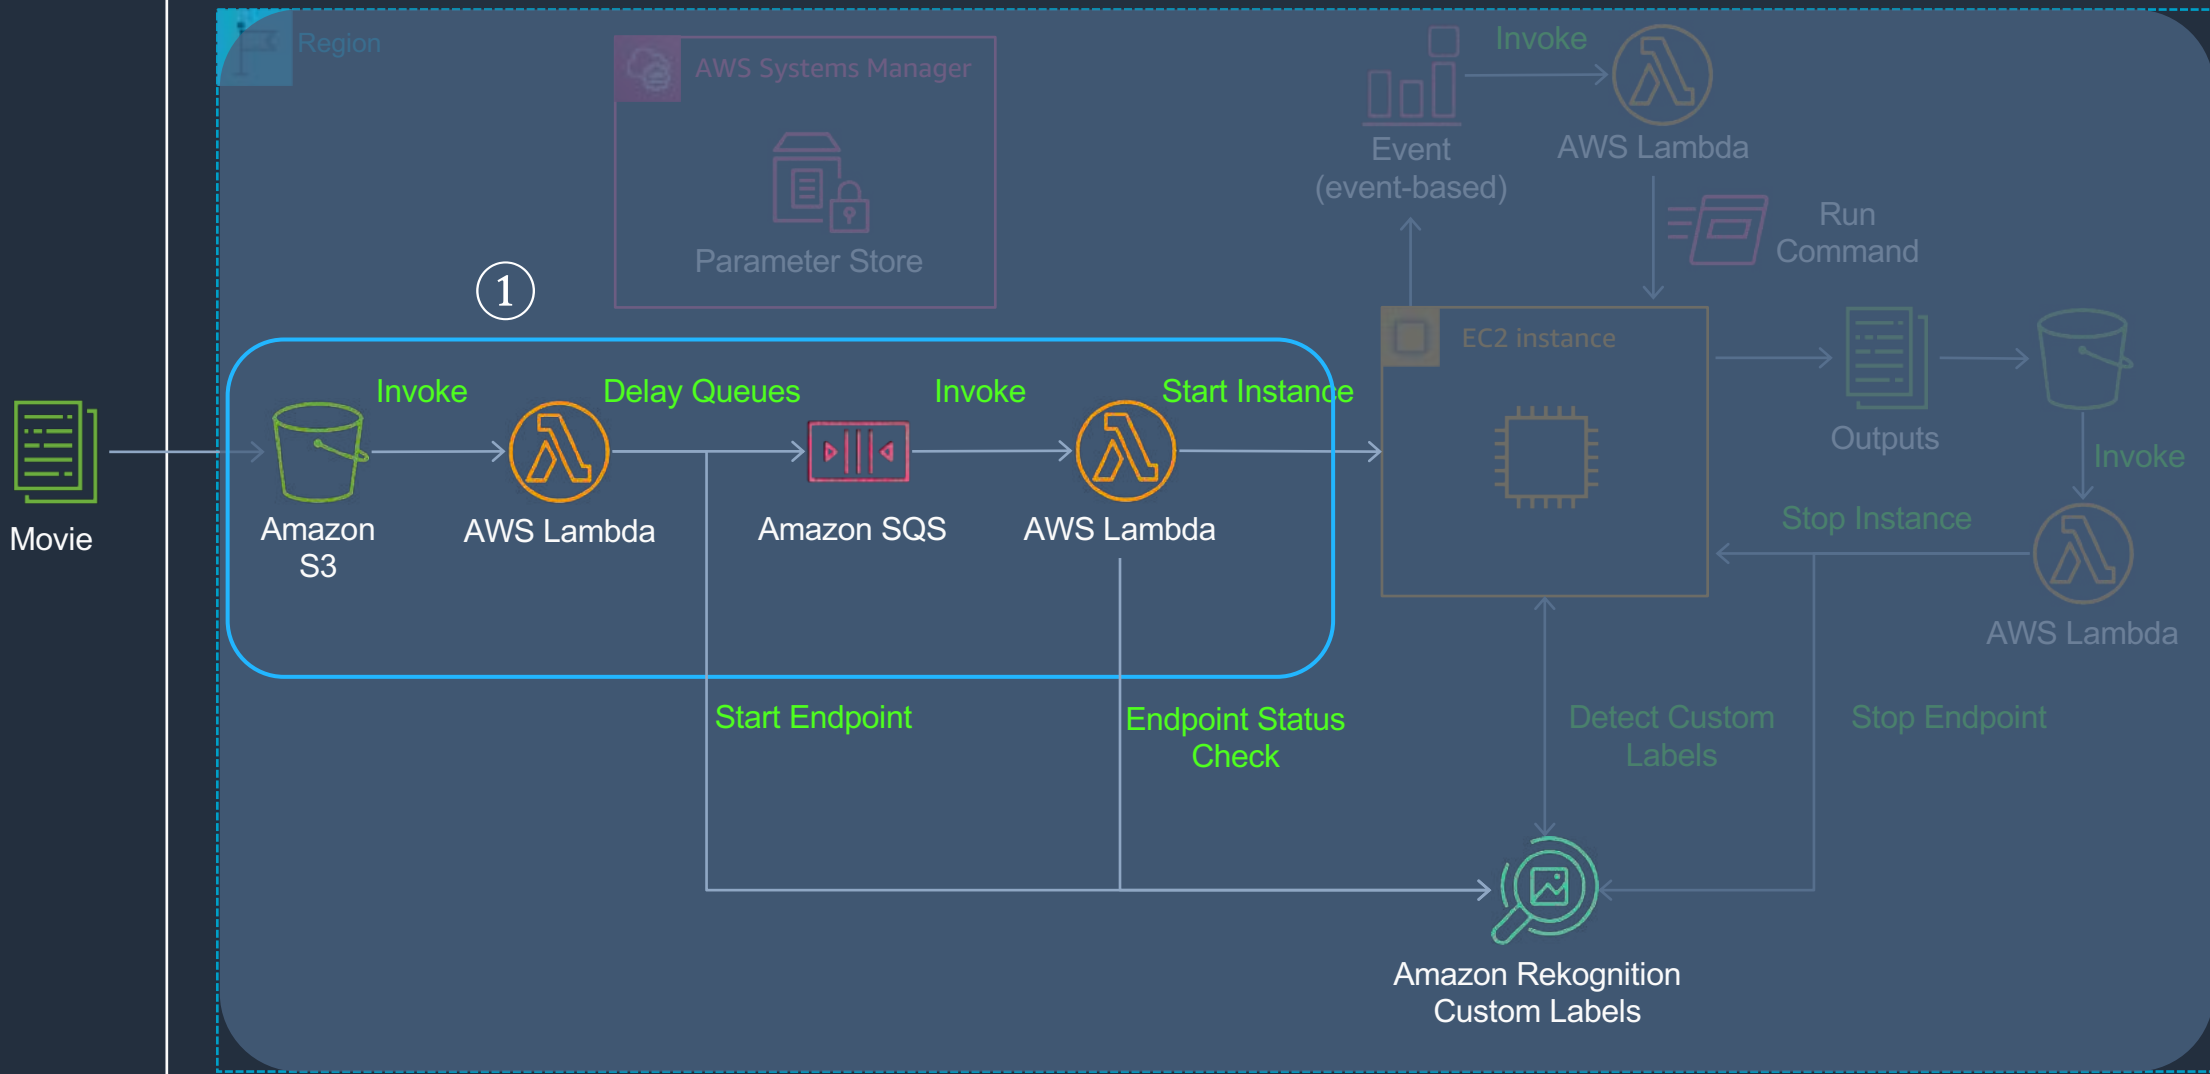 Region
AWS Systems Manager
Parameter Store
Invoke
Event
(event-based)
AWS Lambda
Run
Command
①
EC2 instance
Invoke
Delay Queues
Invoke
Start Instance
Movie
Amazon
S3
AWS Lambda
Amazon SQS
AWS Lambda
Outputs
Invoke
Stop Instance
AWS Lambda
Start Endpoint
Endpoint Status
Check
Detect Custom
Labels
Stop Endpoint
Amazon Rekognition
Custom Labels